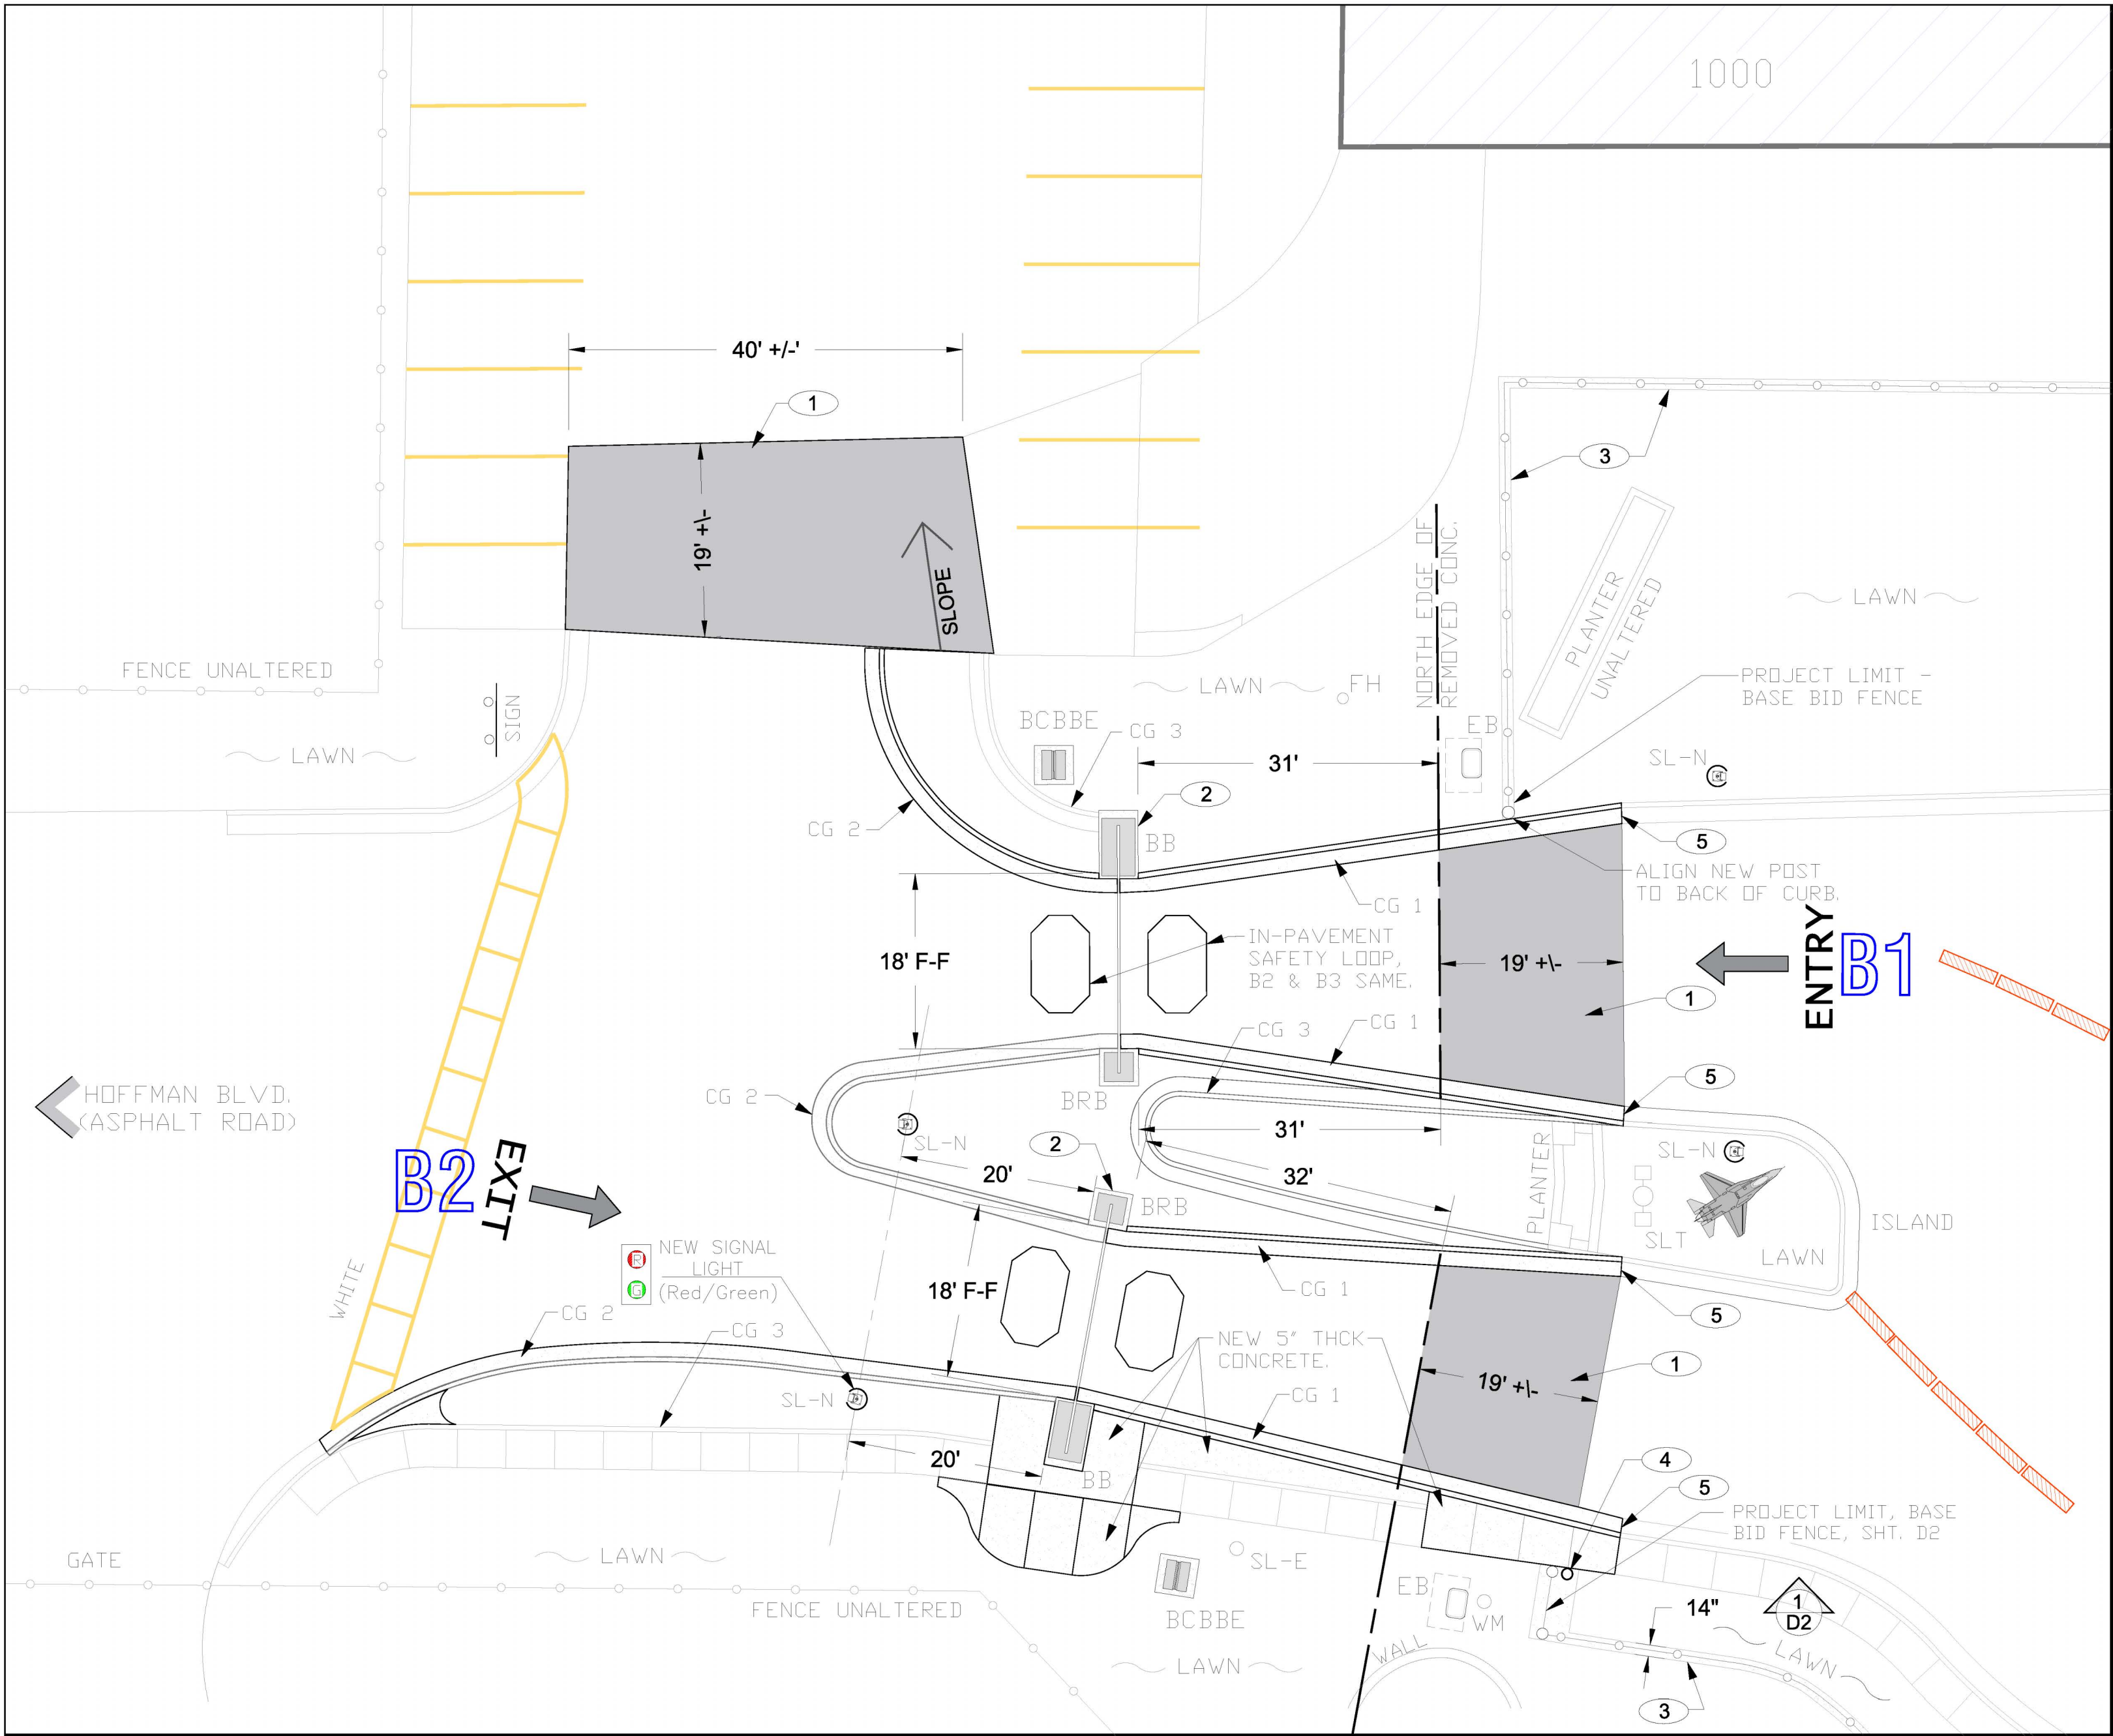 1000
40' +/-'
1
19' +\-
SLOPE
3
NORTH EDGE OF
REMOVED CONC.
PLANTER
UNALTERED
LAWN
FENCE UNALTERED
SIGN
LAWN
LAWN
FH
BCBBE
CG 3
31'
EB
PROJECT LIMIT -
BASE BID FENCE
SL-N
2
CG 2
BB
5
ALIGN NEW POST
TO BACK OF CURB.
CG 1
18' F-F
IN-PAVEMENT
SAFETY LOOP,
B2 & B3 SAME.
19' +\-
ENTRY
B1
1
CG 3
CG 1
HOFFMAN BLVD.
(ASPHALT ROAD)
CG 2
BRB
5
SL-N
2
31'
20'
32'
PLANTER
SL-N
B2
EXIT
BRB
SLT
LAWN
ISLAND
R
G
NEW SIGNAL
LIGHT
(Red/Green)
WHITE
CG 2
CG 3
18' F-F
CG 1
5
NEW 5" THCK
CONCRETE.
19' +\-
1
SL-N
CG 1
20'
BB
4
5
PROJECT LIMIT, BASE
BID FENCE, SHT. D2
GATE
LAWN
SL-E
FENCE UNALTERED
BCBBE
EB
WM
14"
1
D2
WALL
LAWN
LAWN
3